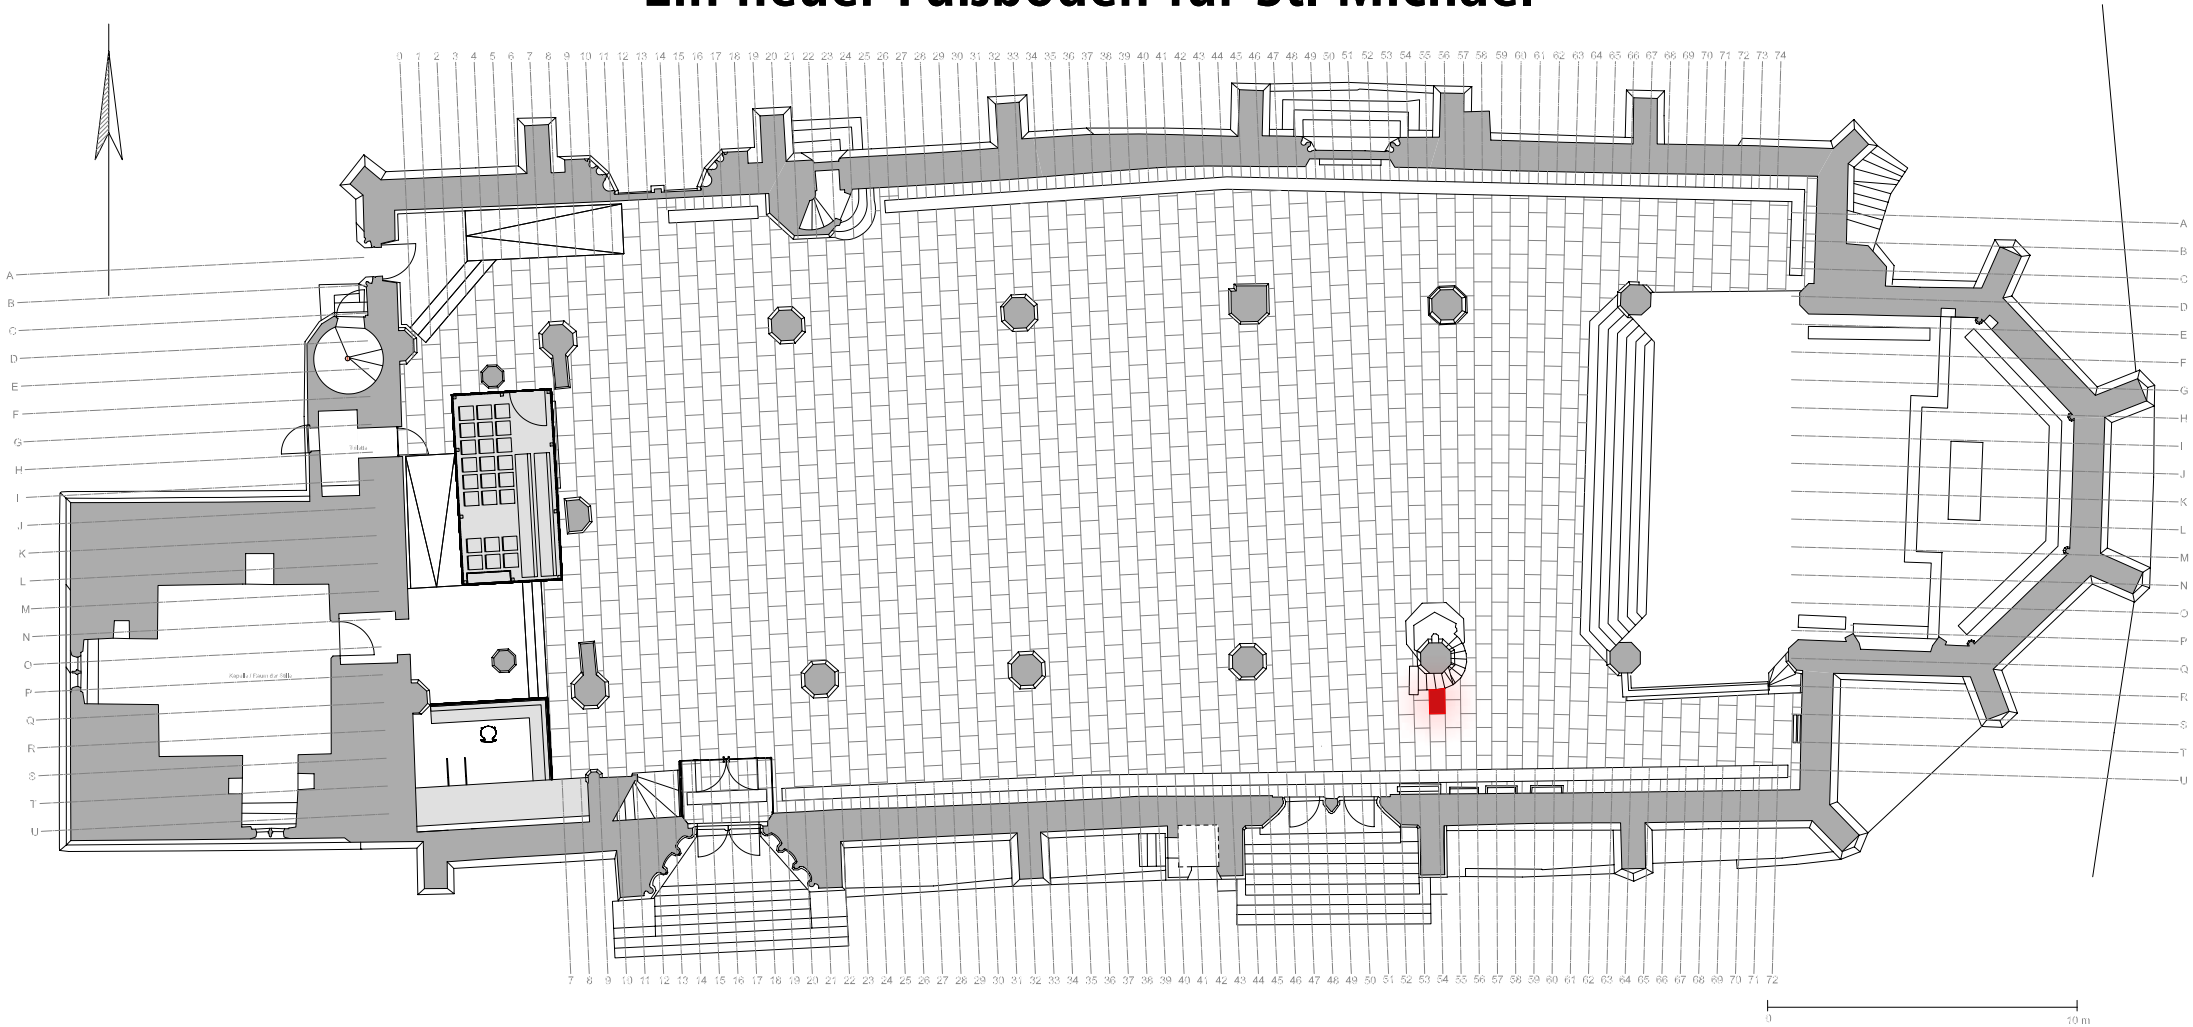 Ein neuer Fußboden für St. Michael
0 1 2 3 4 5 6 7 8 9 10 11 12 13 14 15 16 17 18 19 20 21 22 23 24 25 26 27 28 29 30 31 32 33 34 35 36 37 38 39 40 41 42 43 44 45 46 47 48 49 50 51 52 53 54 55 56 57 58 59 60 61 62 63 64 65 66 67 68 69 70 71 72 73 74
A A
B B
C C
D D
E E
F F
G G
H H
I I
J J
K K
L L
M M
N N
O O
P P
Q Q
R R
S S
T T
U U
7 8 9 10 11 12 13 14 15 16 17 18 19 20 21 22 23 24 25 26 27 28 29 30 31 32 33 34 35 36 37 38 39 40 41 42 43 44 45 46 47 48 49 50 51 52 53 54 55 56 57 58 59 60 61 62 63 64 65 66 67 68 69 70 71 72
0 10 m